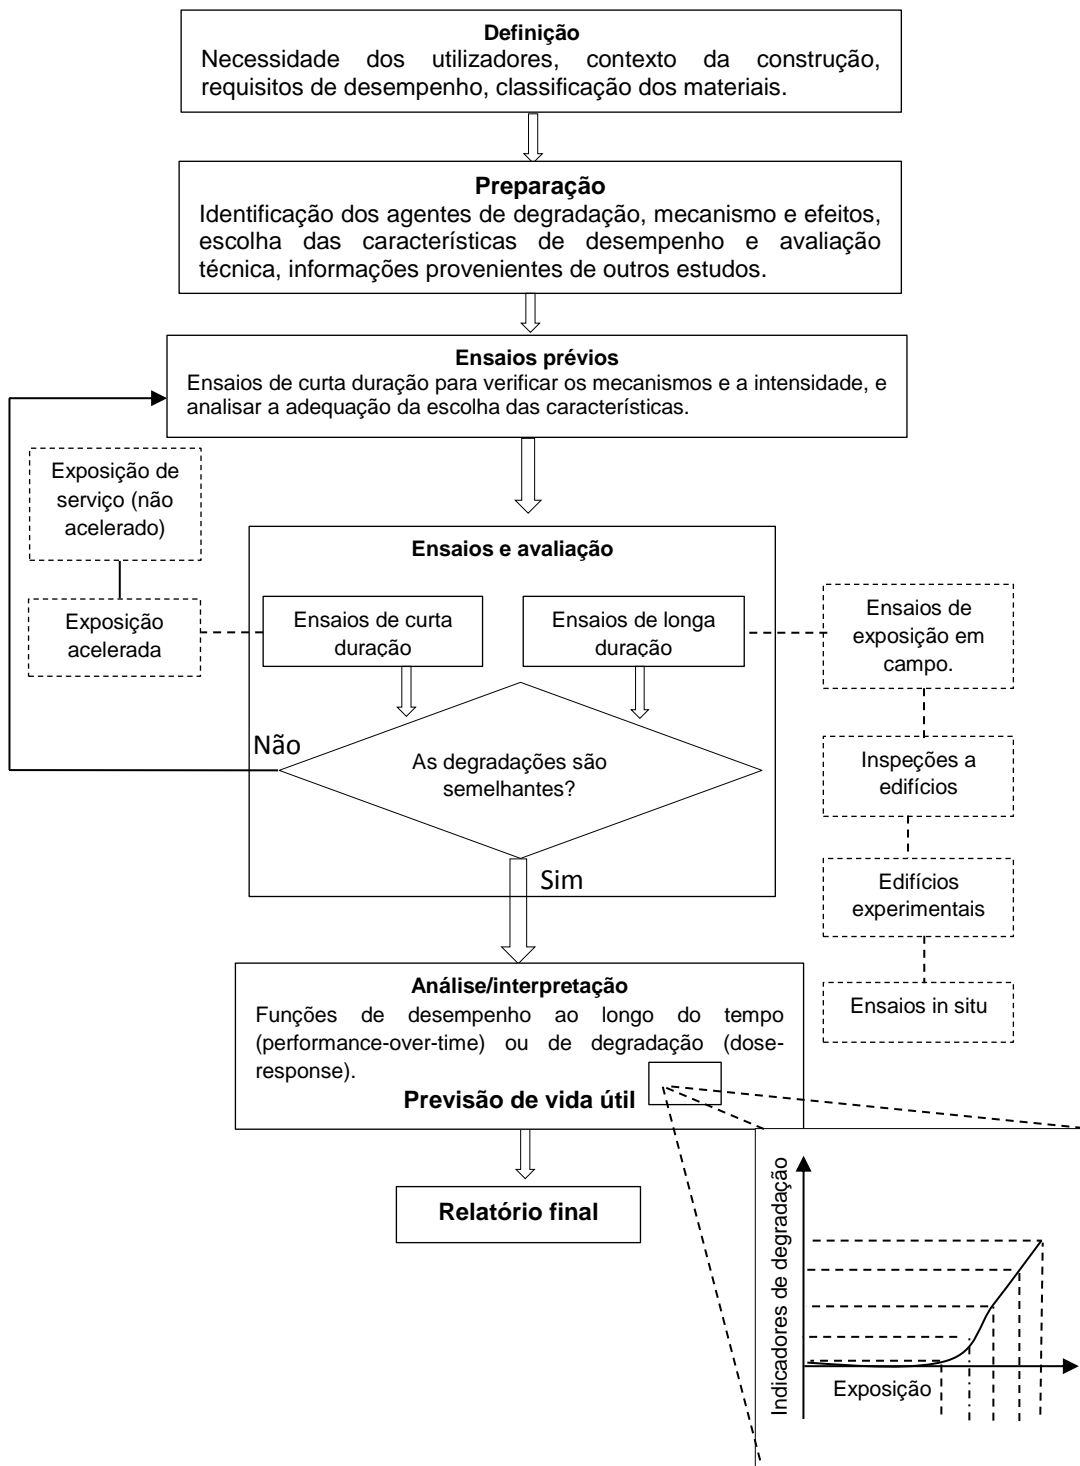 Definição
Necessidade dos utilizadores, contexto da construção,
requisitos de desempenho, classificação dos materiais.
Preparação
Identificação dos agentes de degradação, mecanismo e efeitos,
escolha das características de desempenho e avaliação
técnica, informações provenientes de outros estudos.
Ensaios prévios
Ensaios de curta duração para verificar os mecanismos e a intensidade, e
analisar a adequação da escolha das características.
Exposição de
serviço (não
acelerado)
Exposição
acelerada
Ensaios e avaliação
Ensaios de curta
duração
Ensaios de longa
duração
Ensaios de
exposição em
campo.
Não
As degradações são
semelhantes?
Sim
Inspeções a
edifícios
Edifícios
experimentais
Ensaios in situ
Análise/interpretação
Funções de desempenho ao longo do tempo
(performance-over-time) ou de degradação (dose-
response).
Previsão de vida útil
Relatório final
Indicadores de degradação
Exposição